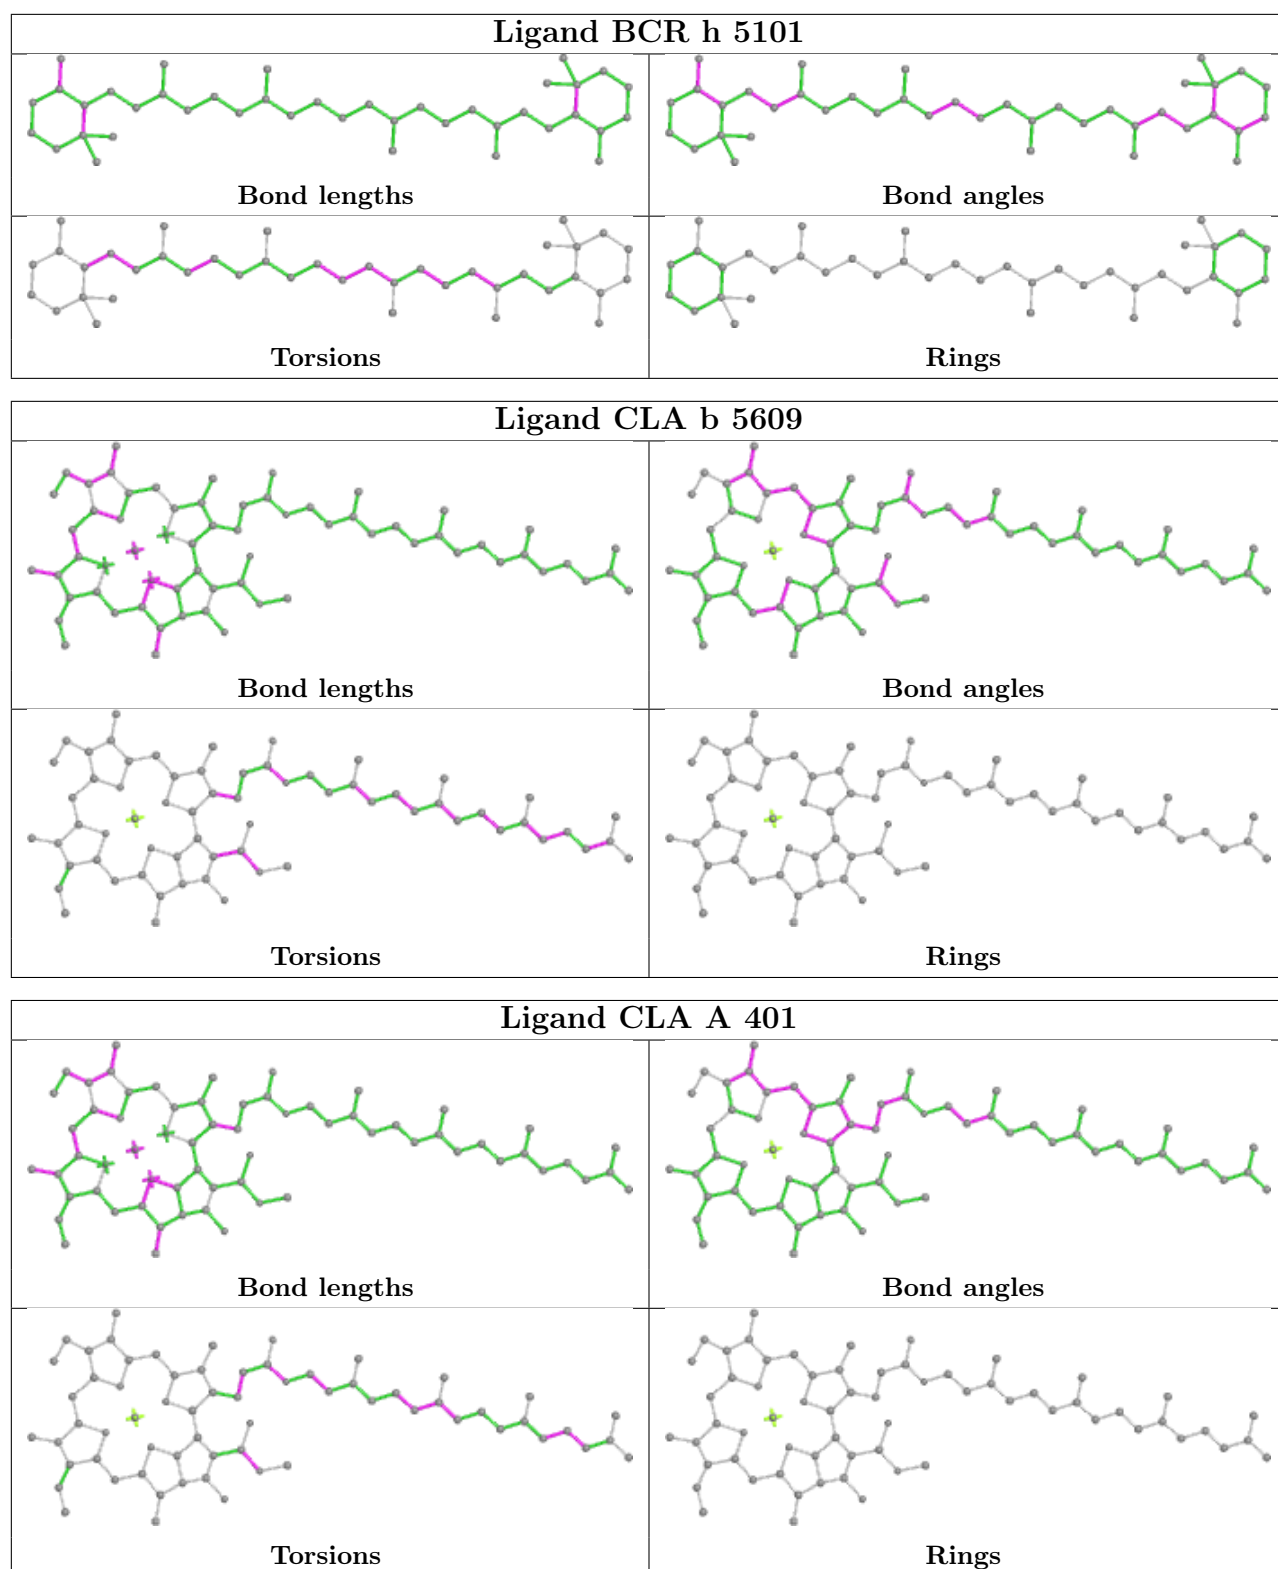 Ligand BCR h 5101
Bond lengths
Bond angles
Torsions
Rings
Ligand CLA b 5609
Bond lengths
Bond angles
Torsions
Rings
Ligand CLA A 401
Bond lengths
Bond angles
Torsions
Rings